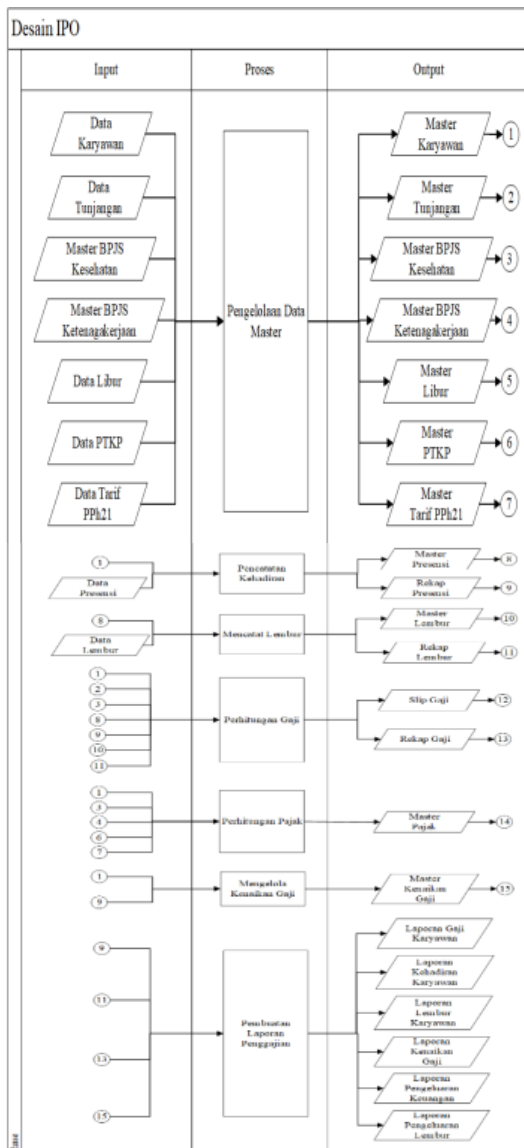 Desain IPO
Input
Proses
Output
Data
Karyawan
Data
Tunjangan
Master BPJS
Kesehatan
Master BPJS
Ketenagakerjaan
Data Libur
Data PTKP
Data Tarif
PPh21
Pengelolaan Data
Master
Master
Karyawan
1
Master
Tunjangan
2
Master BPJS
Kesehatan
3
Master BPJS
Ketenagakerjaan
4
Master
Libur
5
Master
PTKP
6
Master
Tarif PPh21
7
1
Data
Presensi
Pencatatan
Kehadiran
Master
Presensi
8
Rekap
Presensi
9
8
Data
Lembur
Mencatat Lembur
Master
Lembur
10
Rekap
Lembur
11
1
2
3
8
9
10
11
Perhitungan Gaji
Slip Gaji
12
Rekap Gaji
13
1
3
4
6
7
Perhitungan Pajak
Master
Pajak
14
1
9
Mengelola
Kenaikan Gaji
Master
Kenaikan
Gaji
15
9
11
13
15
Pembuatan
Laporan
Penggajian
Laporan Gaji
Karyawan
Laporan
Kehadiran
Karyawan
Laporan
Lembur
Karyawan
Laporan
Kenaikan
Gaji
Laporan
Pengeluaran
Keuangan
Laporan
Pengeluaran
Lembur